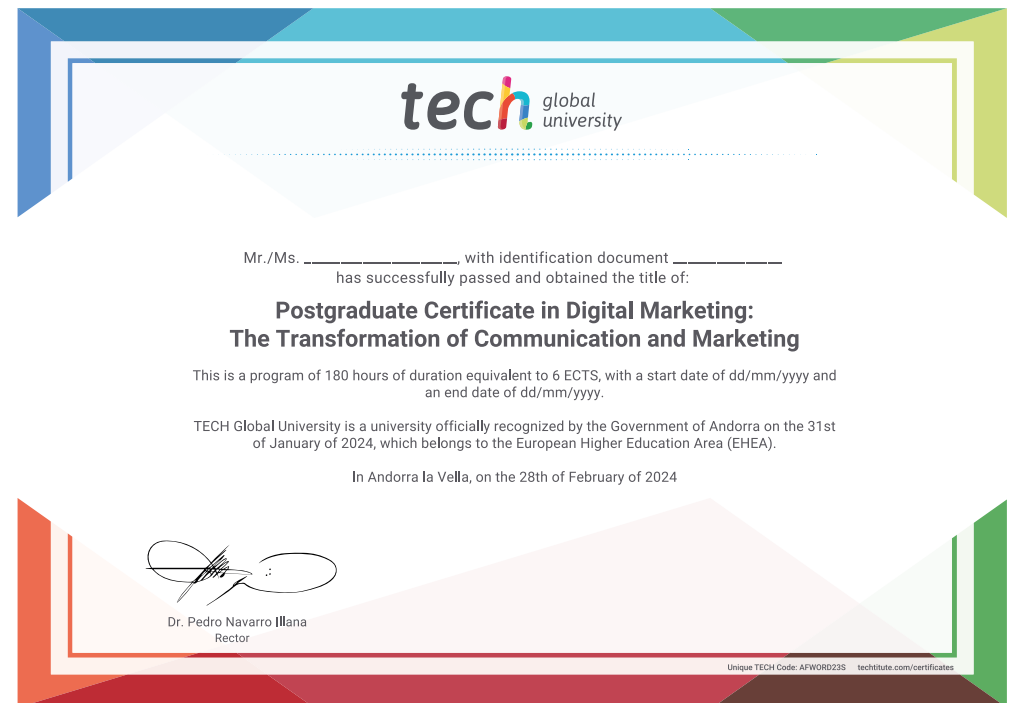 tech global
university
Mr./Ms. ___________________, with identification document ______________
has successfully passed and obtained the title of:
Postgraduate Certificate in Digital Marketing:
The Transformation of Communication and Marketing
This is a program of 180 hours of duration equivalent to 6 ECTS, with a start date of dd/mm/yyyy and
an end date of dd/mm/yyyy.
TECH Global University is a university officially recognized by the Government of Andorra on the 31st
of January of 2024, which belongs to the European Higher Education Area (EHEA).
In Andorra la Vella, on the 28th of February of 2024
Dr. Pedro Navarro Illana
Rector
Unique TECH Code: AFWORD23S techtitute.com/certificates